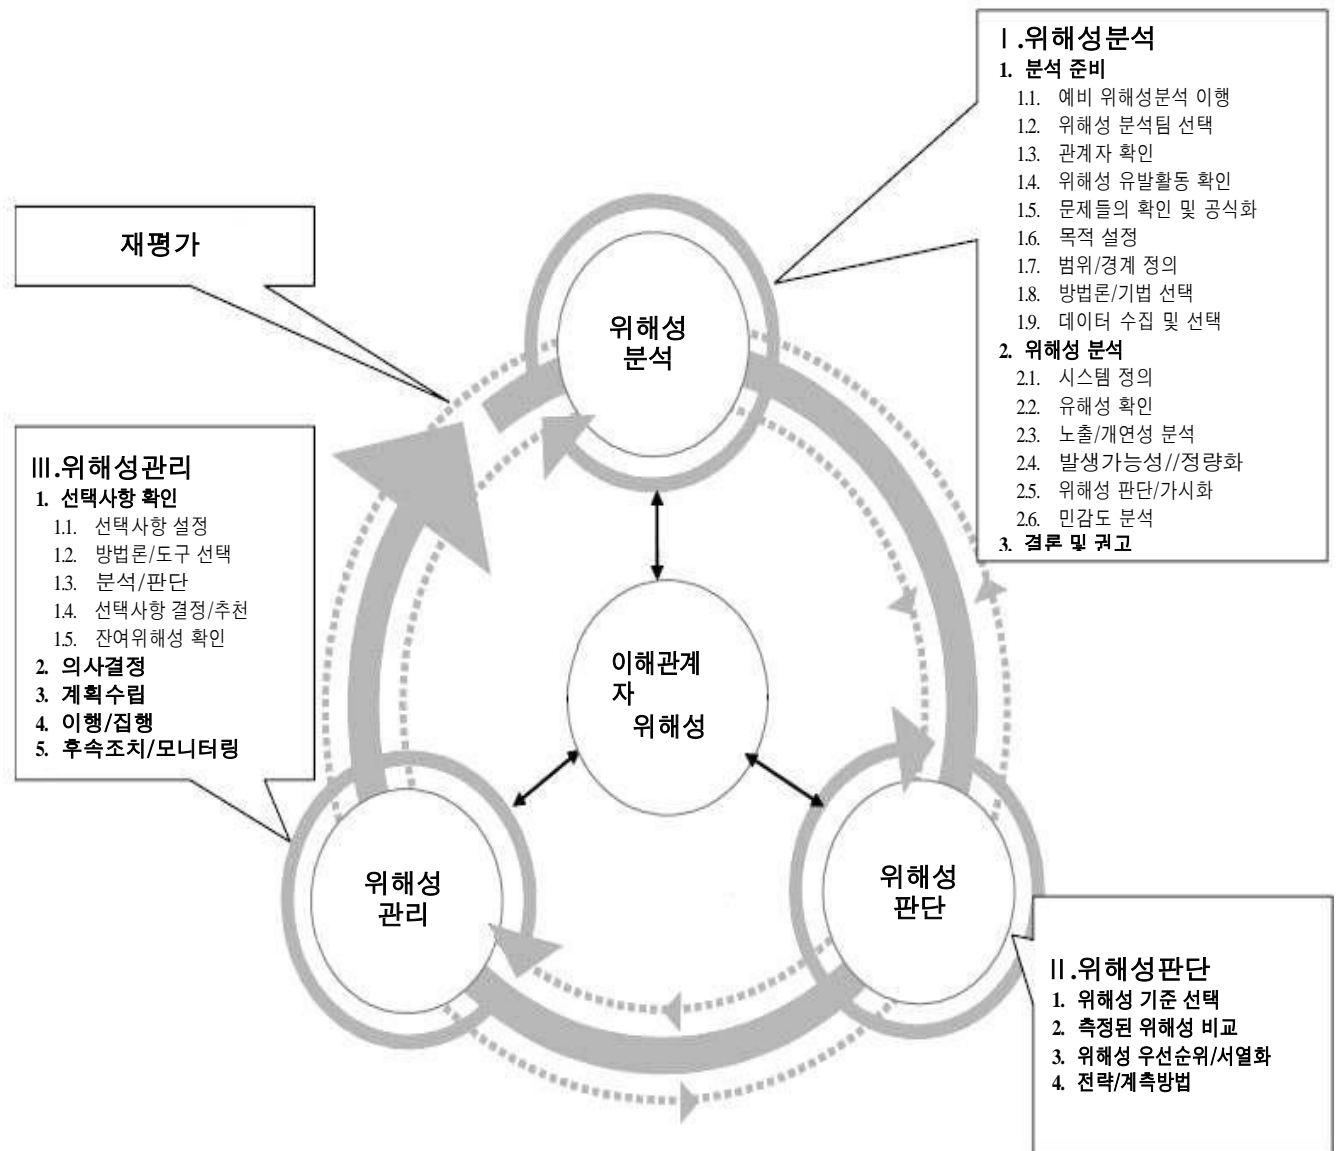 Ⅰ.위해성분석
1. 분석 준비
1.1. 예비 위해성분석 이행
1.2. 위해성 분석팀 선택
1.3. 관계자 확인
1.4. 위해성 유발활동 확인
1.5. 문제들의 확인 및 공식화
1.6. 목적 설정
1.7. 범위/경계 정의
1.8. 방법론/기법 선택
1.9. 데이터 수집 및 선택
2. 위해성 분석
2.1. 시스템 정의
2.2. 유해성 확인
2.3. 노출/개연성 분석
2.4. 발생가능성//정량화
2.5. 위해성 판단/가시화
2.6. 민감도 분석
3. 결론 및 권고
재평가
위해성
분석
Ⅲ.위해성관리
1. 선택사항 확인
1.1. 선택사항 설정
1.2. 방법론/도구 선택
1.3. 분석/판단
1.4. 선택사항 결정/추천
1.5. 잔여위해성 확인
2. 의사결정
3. 계획수립
4. 이행/집행
5. 후속조치/모니터링
이해관계
자
위해성
위해성
관리
위해성
판단
Ⅱ.위해성판단
1. 위해성 기준 선택
2. 측정된 위해성 비교
3. 위해성 우선순위/서열화
4. 전략/계측방법